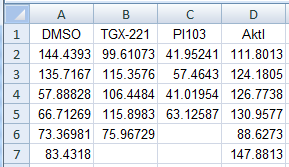 A B C D
1 DMSO TGX-221 PI103 AktI
2 144.4393 99.61073 41.95241 111.8013
3 135.7167 115.3576 57.4643 124.1805
4 57.88828 106.4484 41.01954 126.7738
5 66.71269 115.8983 63.12587 130.9577
6 73.36981 75.96729 88.6273
7 83.4318 147.8813